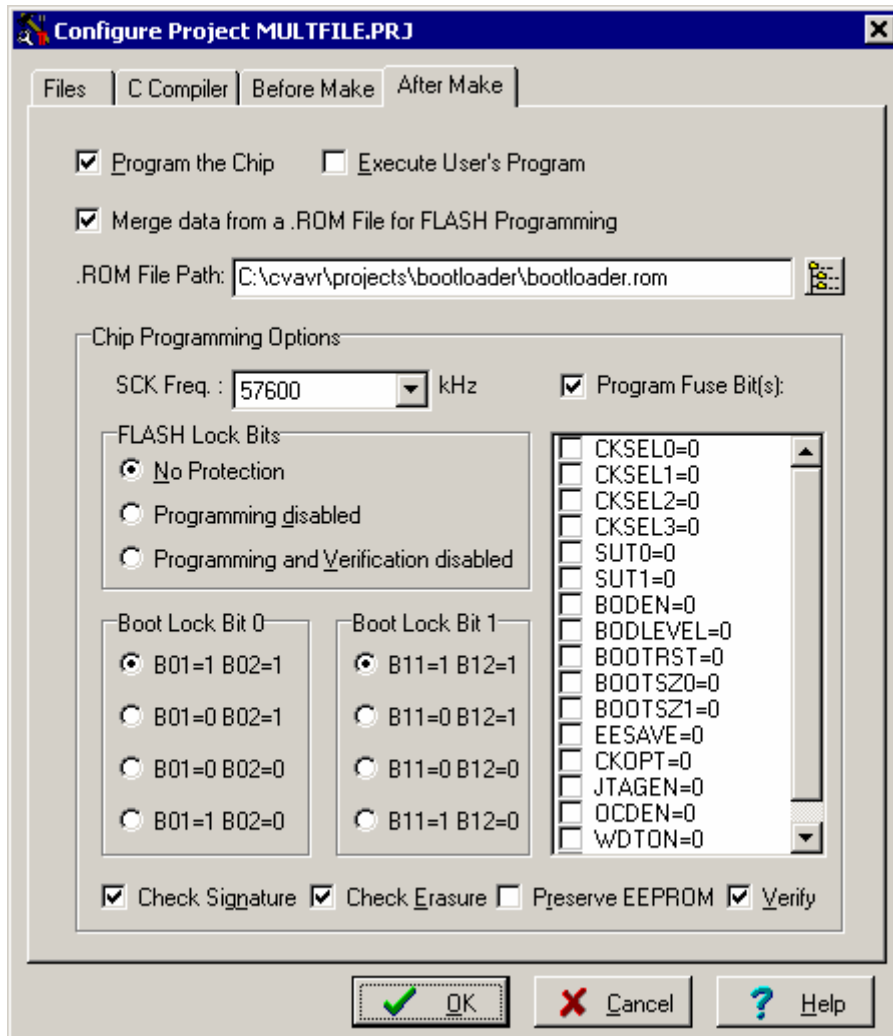 Configure Project MULTFILE.PRJ
Files C Compiler Before Make After Make
Program the Chip Execute User's Program
Merge data from a .ROM File for FLASH Programming
.ROM File Path: C:\cvavr\projects\bootloader\bootloader.rom
Chip Programming Options
SCK Freq. : 57600 kHz
Program Fuse Bit(s):
FLASH Lock Bits
No Protection
Programming disabled
Programming and Verification disabled
CKSEL0=0
CKSEL1=0
CKSEL2=0
CKSEL3=0
SUT0=0
SUT1=0
BODEN=0
BODLEVEL=0
BOOTRST=0
BOOTSZ0=0
BOOTSZ1=0
EESAVE=0
CKOPT=0
JTAGEN=0
OCDEN=0
WDTON=0
Boot Lock Bit 0
B01=1 B02=1
B01=0 B02=1
B01=0 B02=0
B01=1 B02=0
Boot Lock Bit 1
B11=1 B12=1
B11=0 B12=1
B11=0 B12=0
B11=1 B12=0
Check Signature Check Erasure Preserve EEPROM Verify
OK Cancel Help